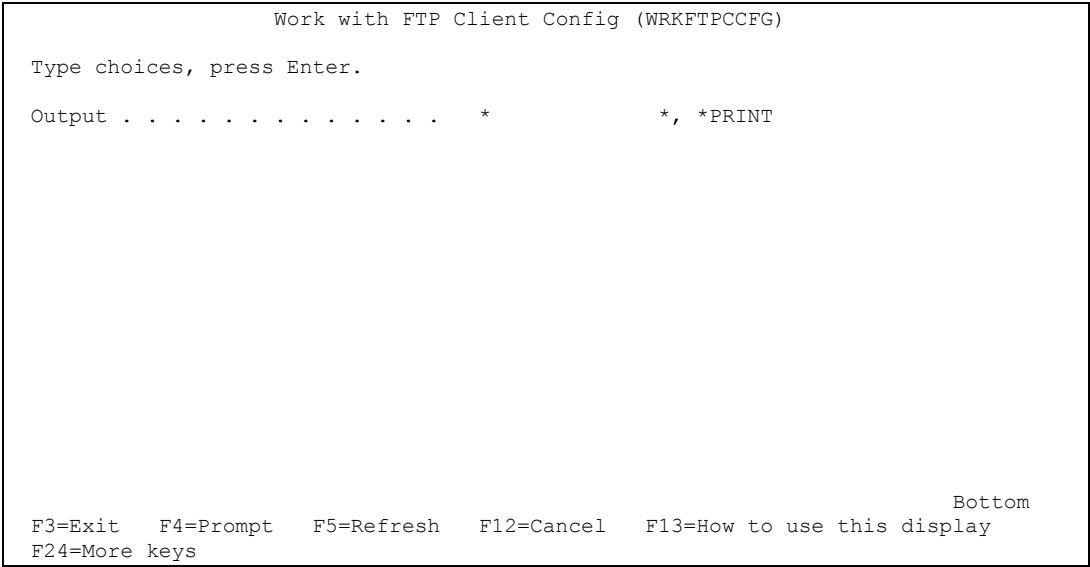 Work with FTP Client Config (WRKFTPCCFG)
Type choices, press Enter.
Output . . . . . . . . . . . . . * *, *PRINT
Bottom
F3=Exit F4=Prompt F5=Refresh F12=Cancel F13=How to use this display
F24=More keys